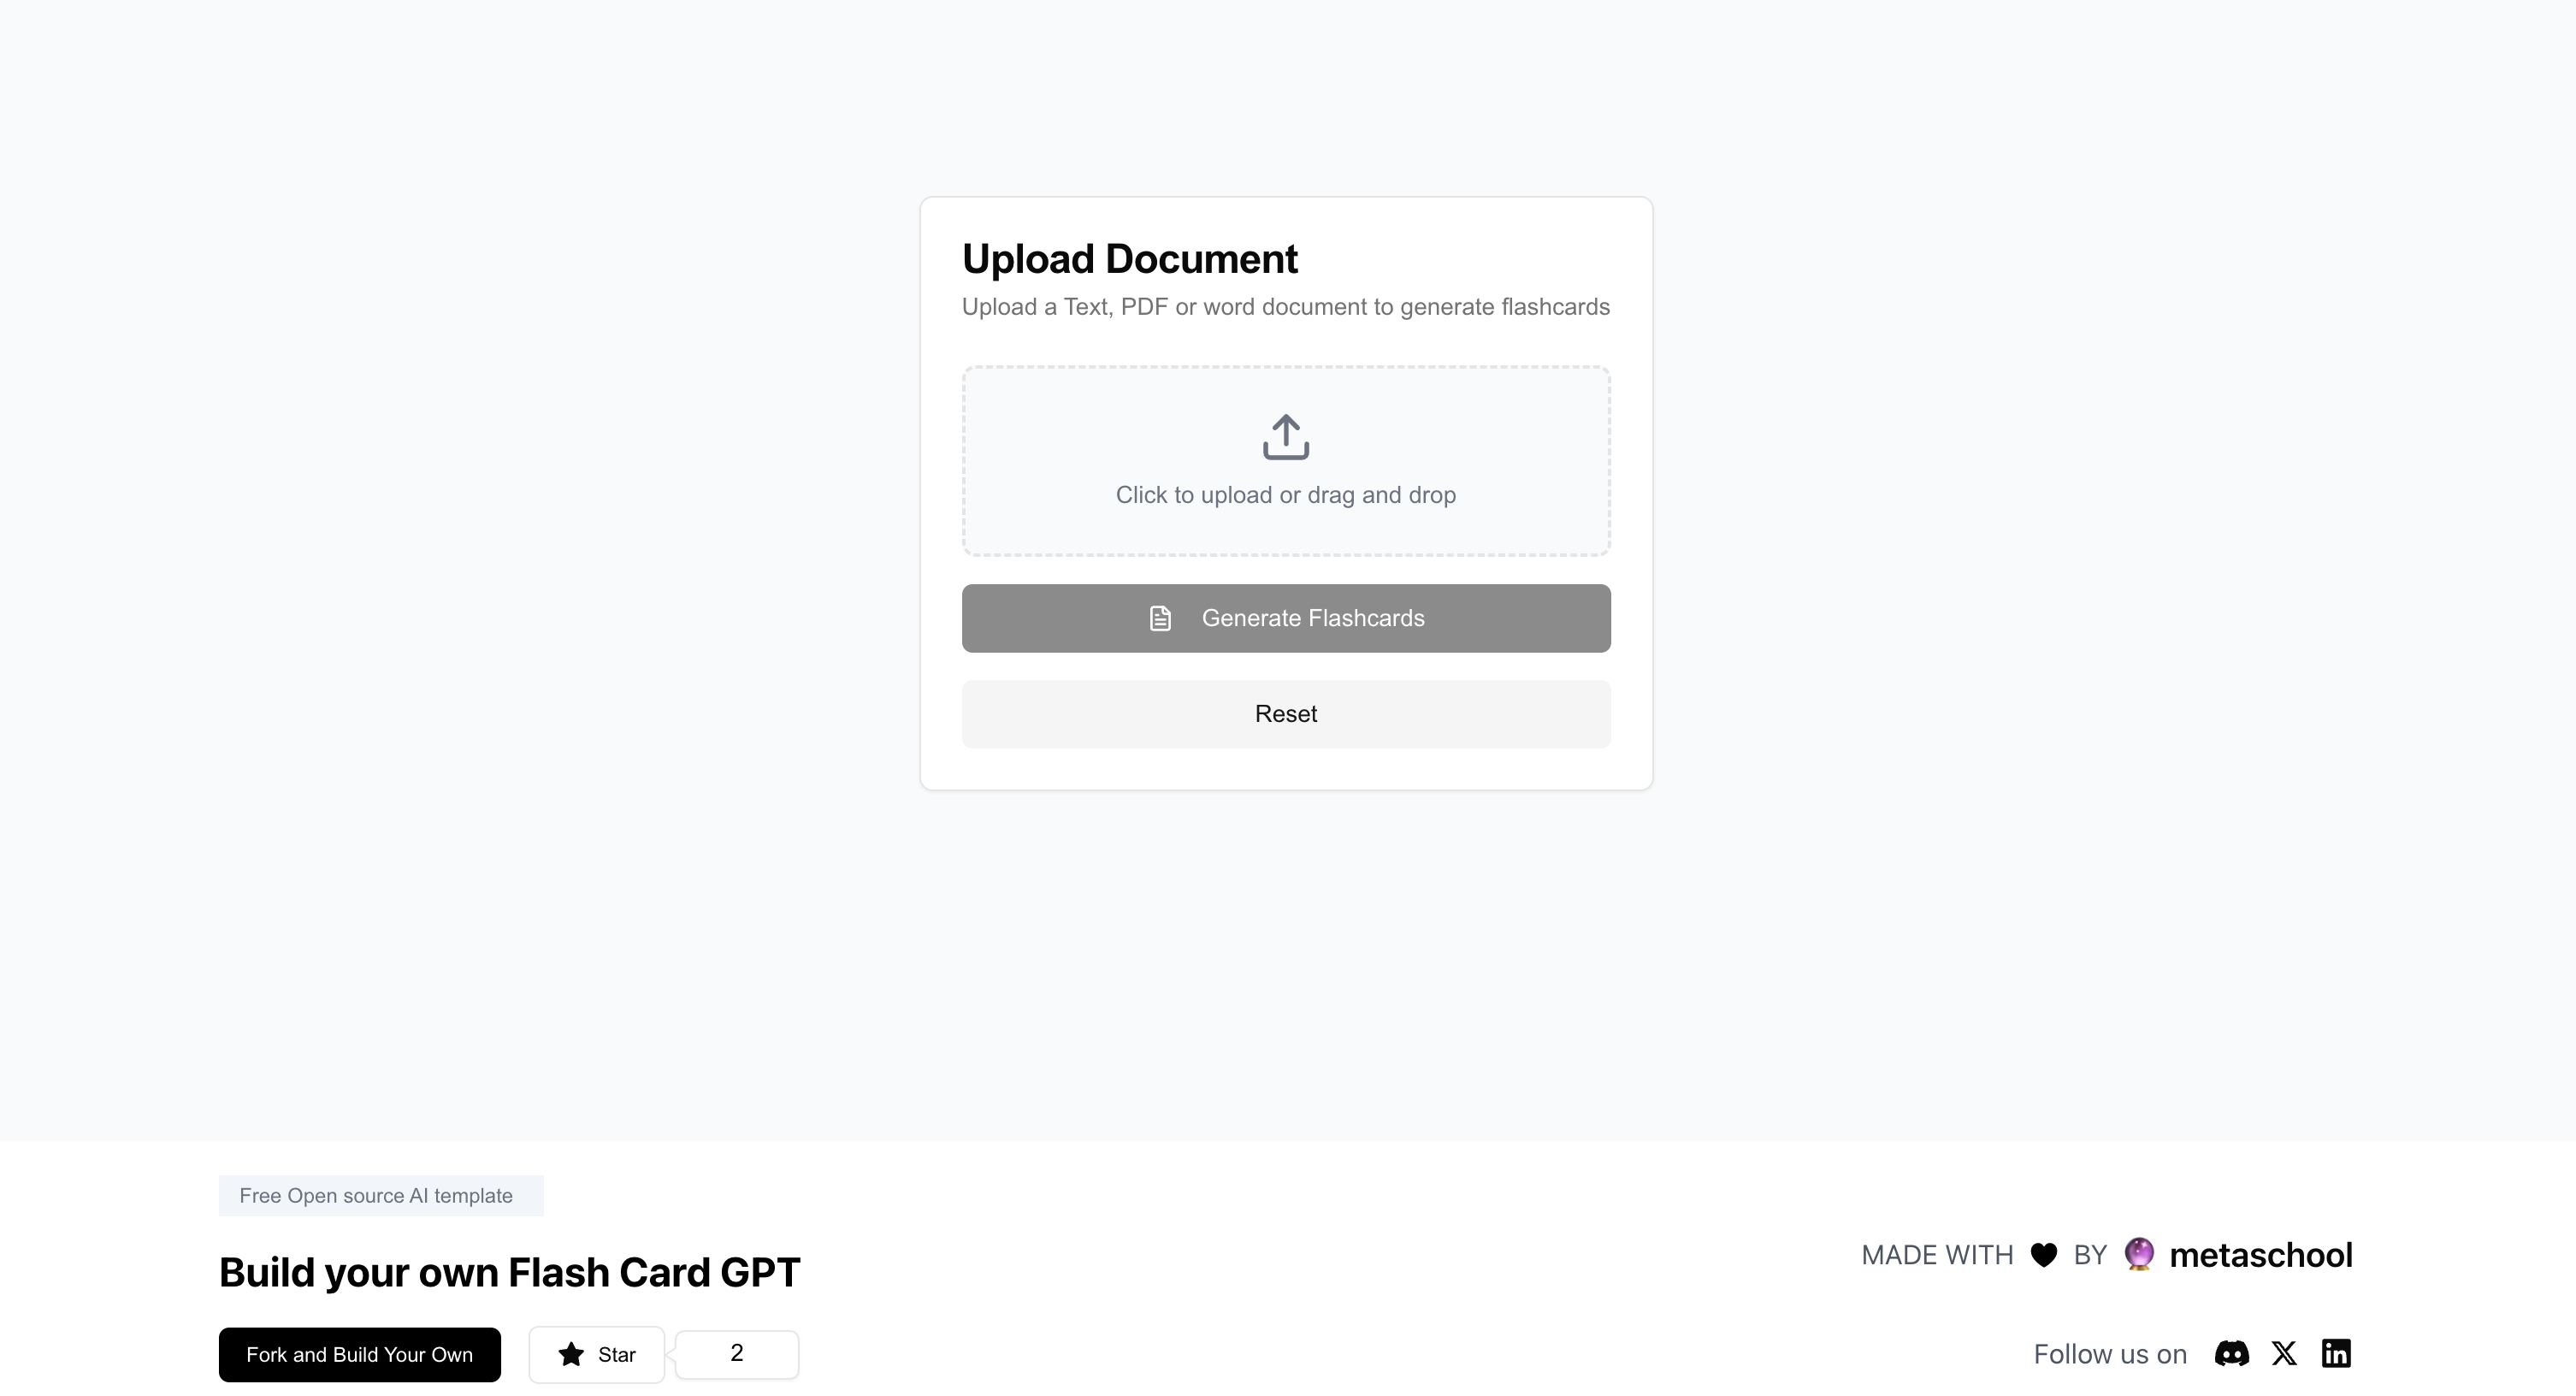 Upload Document
Upload a Text, PDF or word document to generate flashcards
Click to upload or drag and drop
Generate Flashcards
Reset
Free Open source AI template
Build your own Flash Card GPT
Fork and Build Your Own
Star
2
MADE WITH BY metaschool
Follow us on